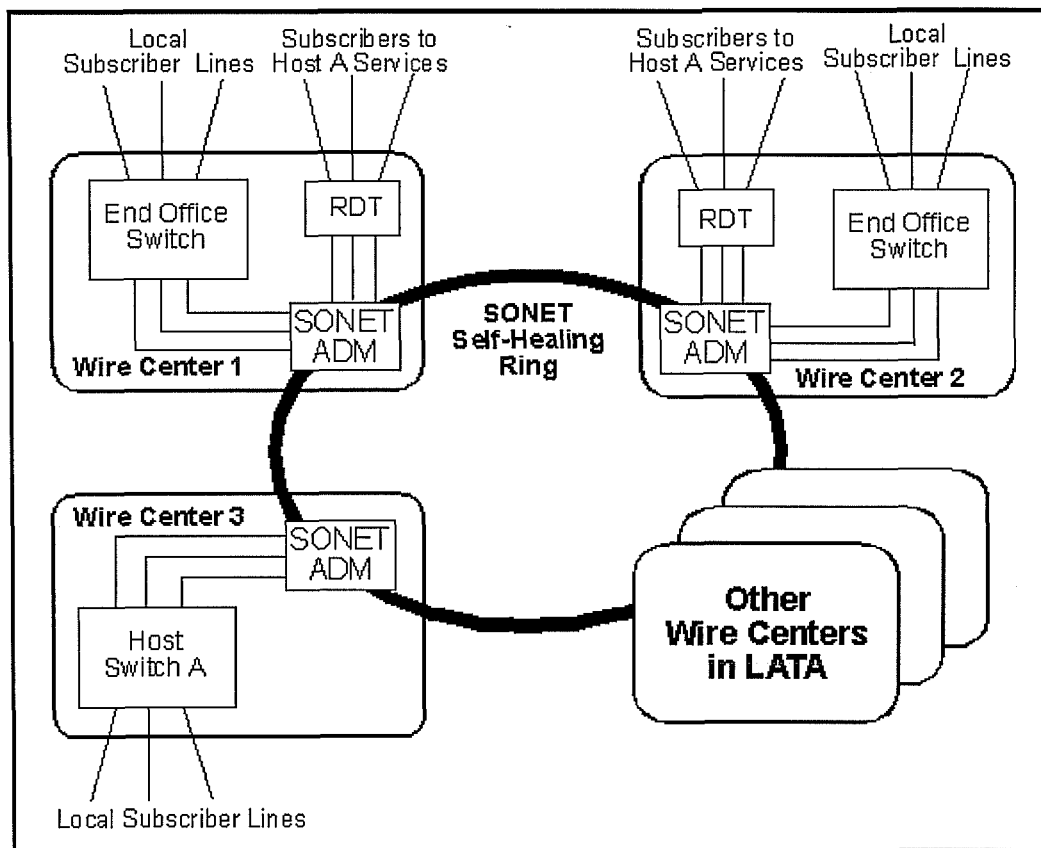 Local
Subscriber Lines
Subscribers to
Host A Services
Subscribers to
Host A Services
Local
Subscriber Lines
End Office
Switch
RDT
RDT
End Office
Switch
SONET
ADM
SONET
Self-Healing
Ring
SONET
ADM
Wire Center 1
Wire Center 2
Wire Center 3
SONET
ADM
Host
Switch A
Other
Wire Centers
in LATA
Local Subscriber Lines